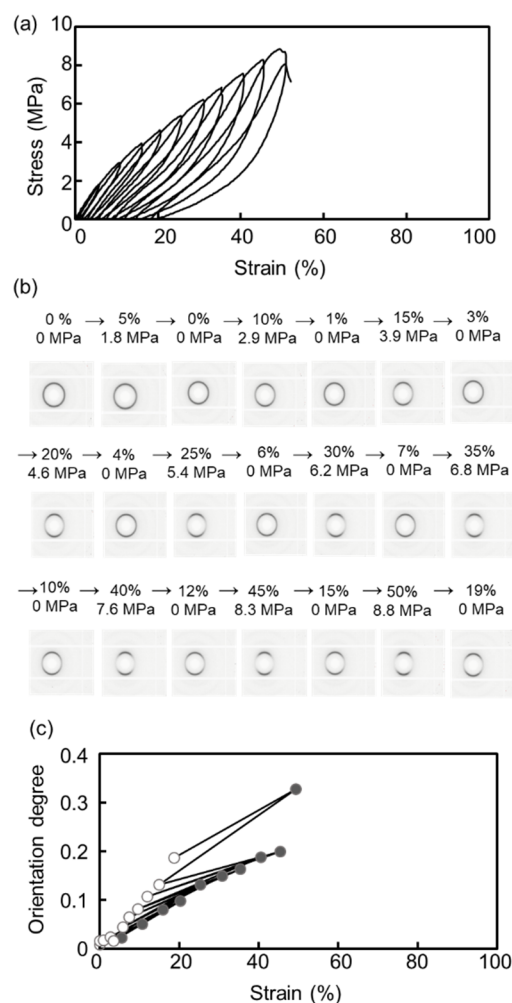 (a)
10
8
6
4
2
0
Stress (MPa)
0 20 40 60 80 100
Strain (%)
(b)
0 % → 5% → 0% → 10% → 1% → 15% → 3%
0 MPa 1.8 MPa 0 MPa 2.9 MPa 0 MPa 3.9 MPa 0 MPa
→ 20% → 4% → 25% → 6% → 30% → 7% → 35%
4.6 MPa 0 MPa 5.4 MPa 0 MPa 6.2 MPa 0 MPa 6.8 MPa
→ 10% → 40% → 12% → 45% → 15% → 50% → 19%
0 MPa 7.6 MPa 0 MPa 8.3 MPa 0 MPa 8.8 MPa 0 MPa
(c)
0.4
0.3
0.2
0.1
0
Orientation degree
0 20 40 60 80 100
Strain (%)